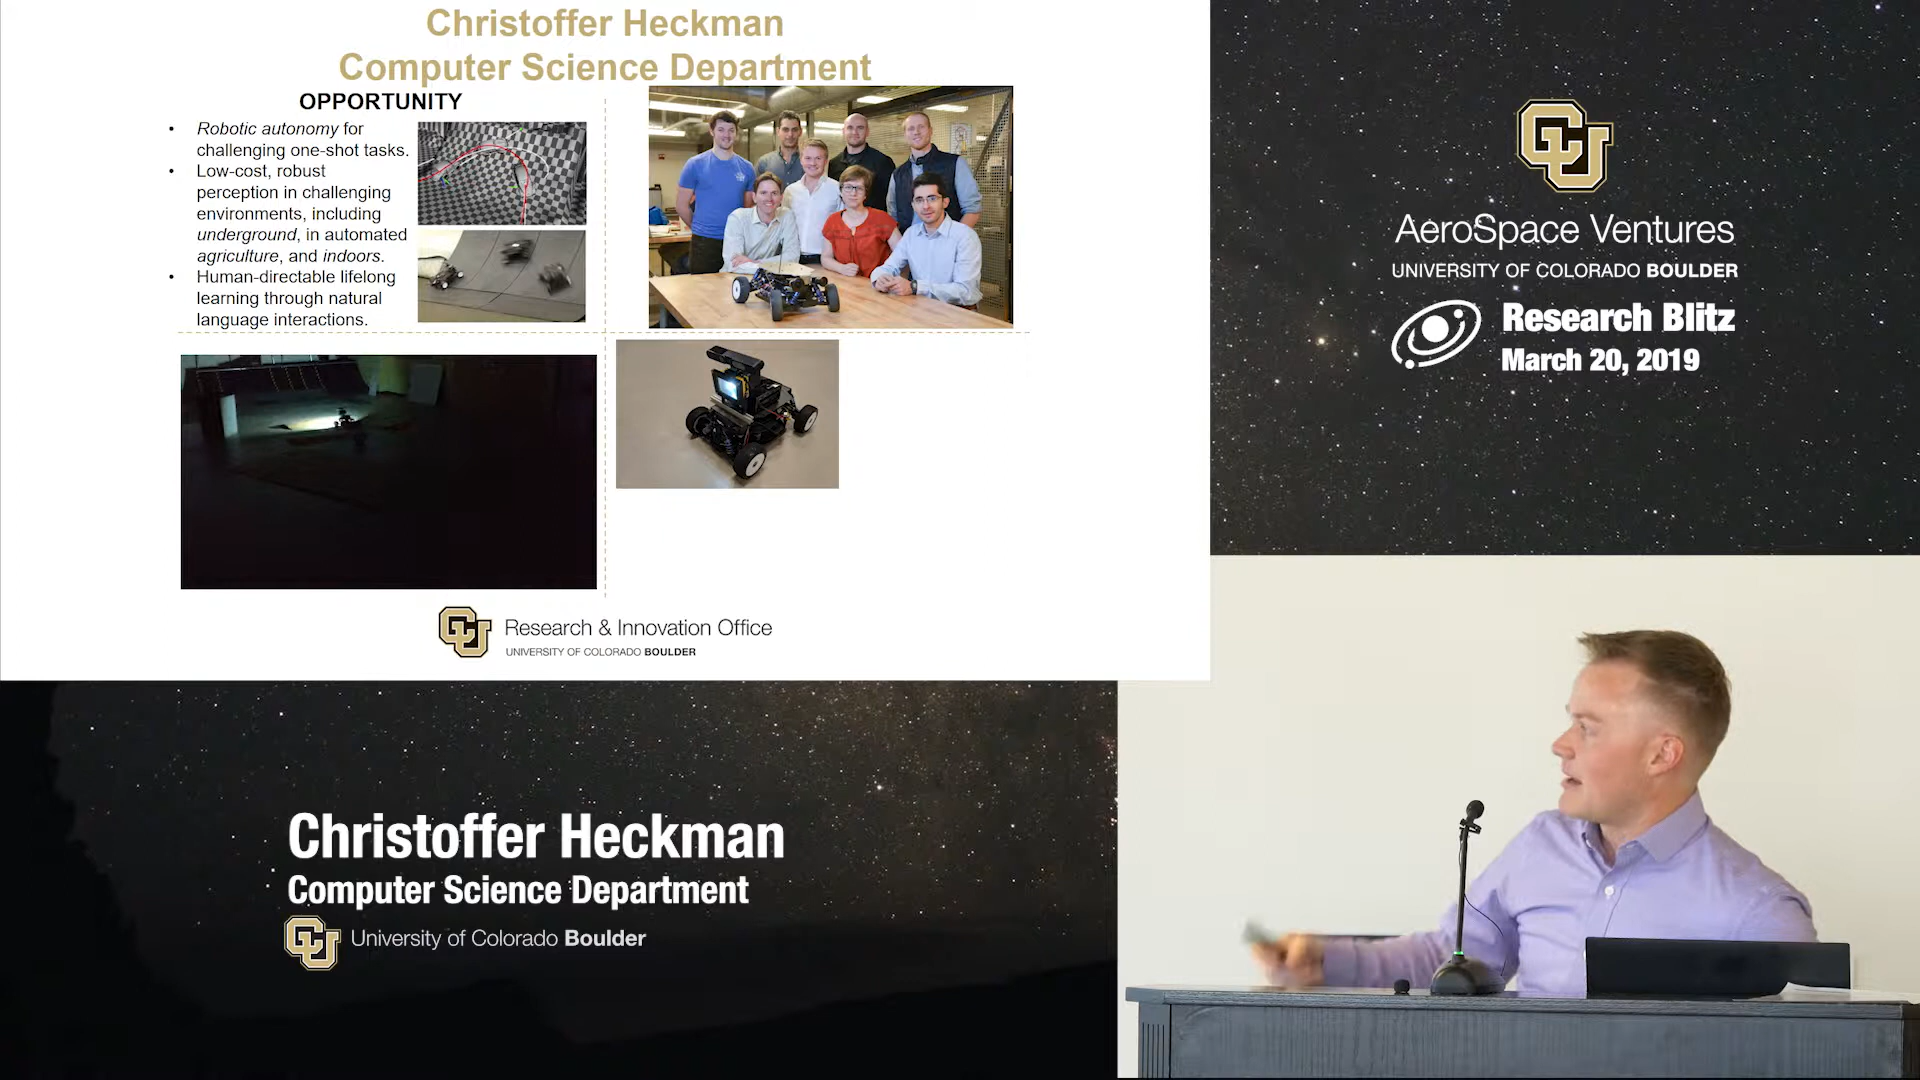 Christoffer Heckman
Computer Science Department
OPPORTUNITY
• Robotic autonomy for
challenging one-shot tasks.
• Low-cost, robust
perception in challenging
environments, including
underground, in automated
agriculture, and indoors.
• Human-directable lifelong
learning through natural
language interactions.
CU
Research & Innovation Office
UNIVERSITY OF COLORADO BOULDER
CU
AeroSpace Ventures
UNIVERSITY OF COLORADO BOULDER
Research Blitz
March 20, 2019
Christoffer Heckman
Computer Science Department
CU
University of Colorado Boulder